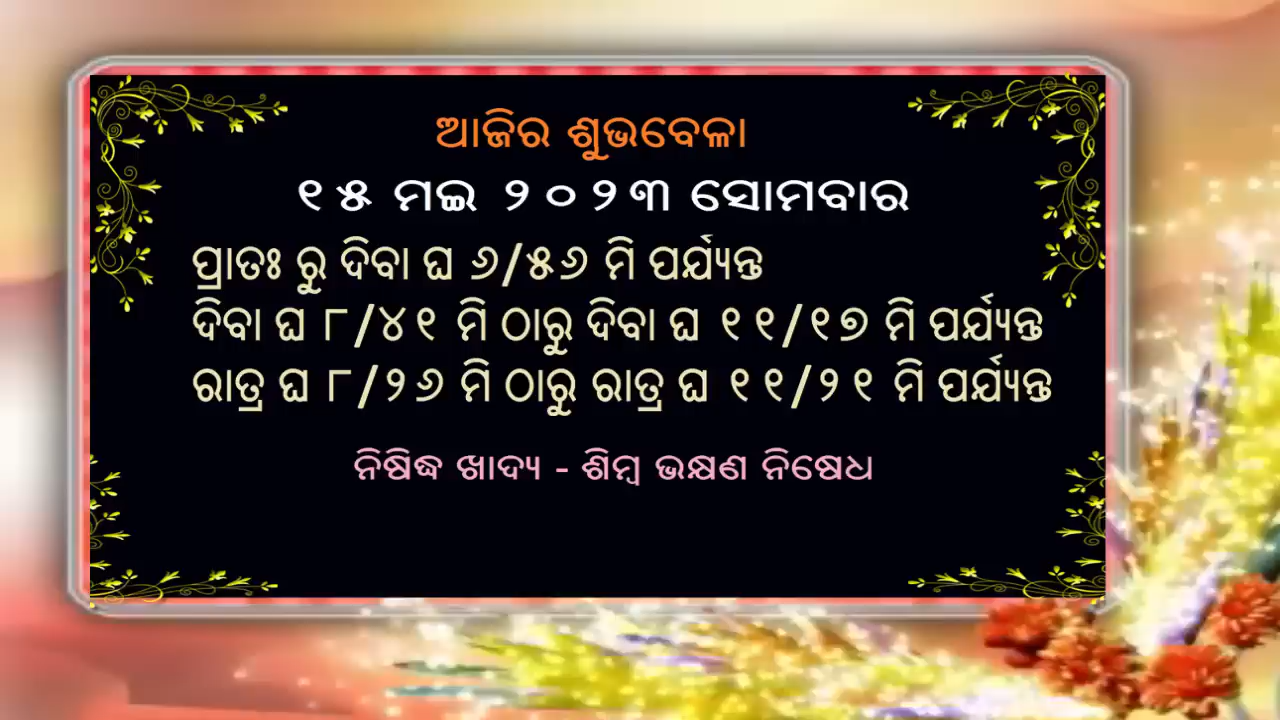 ଆଜିର ଶୁଭବେଳା
୧୫ ମଇ ୨୦୨୩ ସୋମବାର
ପ୍ରାତଃ ରୁ ଦିବା ଘ ୬/୫୬ ମି ପର୍ଯ୍ୟନ୍ତ
ଦିବା ଘ ୮/୪୧ ମି ଠାରୁ ଦିବା ଘ ୧୧/୧୭ ମି ପର୍ଯ୍ୟନ୍ତ
ରାତ୍ର ଘ ୮/୨୬ ମି ଠାରୁ ରାତ୍ର ଘ ୧୧/୨୧ ମି ପର୍ଯ୍ୟନ୍ତ
ନିଷିଦ୍ଧ ଖାଦ୍ୟ - ଶିମ୍ବ ଭକ୍ଷଣ ନିଷେଧ